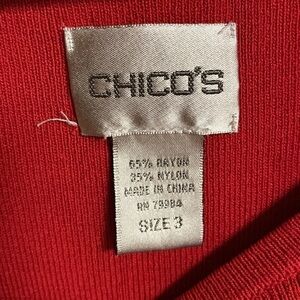 CHICO'S
65% RAYON
35% NYLON
MADE IN CHINA
RN 79984
SIZE 3